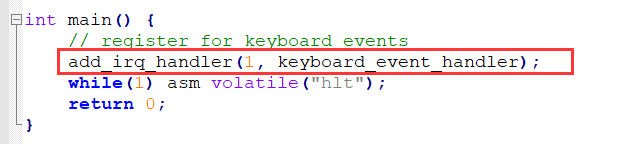 int main() {
// register for keyboard events
add_irq_handler(1, keyboard_event_handler);
while(1) asm volatile("hlt");
return 0;
}